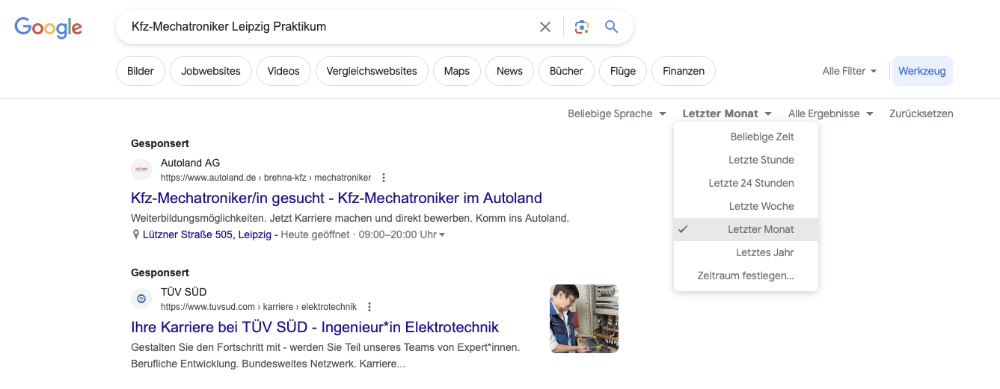 Google
Kfz-Mechatroniker Leipzig Praktikum
Bilder
Jobwebsites
Videos
Vergleichswebsites
Maps
News
Bücher
Flüge
Finanzen
Alle Filter
Werkzeug
Beliebige Sprache
Letzter Monat
Alle Ergebnisse
Zurücksetzen
Beliebige Zeit
Letzte Stunde
Letzte 24 Stunden
Letzte Woche
Letzter Monat
Letztes Jahr
Zeitraum festlegen...
Gesponsert
Autoland AG
https://www.autoland.de › brehna-kfz › mechatroniker
Kfz-Mechatroniker/in gesucht - Kfz-Mechatroniker im Autoland
Weiterbildungsmöglichkeiten. Jetzt Karriere machen und direkt bewerben. Komm ins Autoland.
Lützner Straße 505, Leipzig - Heute geöffnet · 09:00–20:00 Uhr
Gesponsert
TÜV SÜD
https://www.tuvsud.com › karriere › elektrotechnik
Ihre Karriere bei TÜV SÜD - Ingenieur*in Elektrotechnik
Gestalten Sie den Fortschritt mit - werden Sie Teil unseres Teams von Expert*innen.
Berufliche Entwicklung. Bundesweites Netzwerk. Karriere...